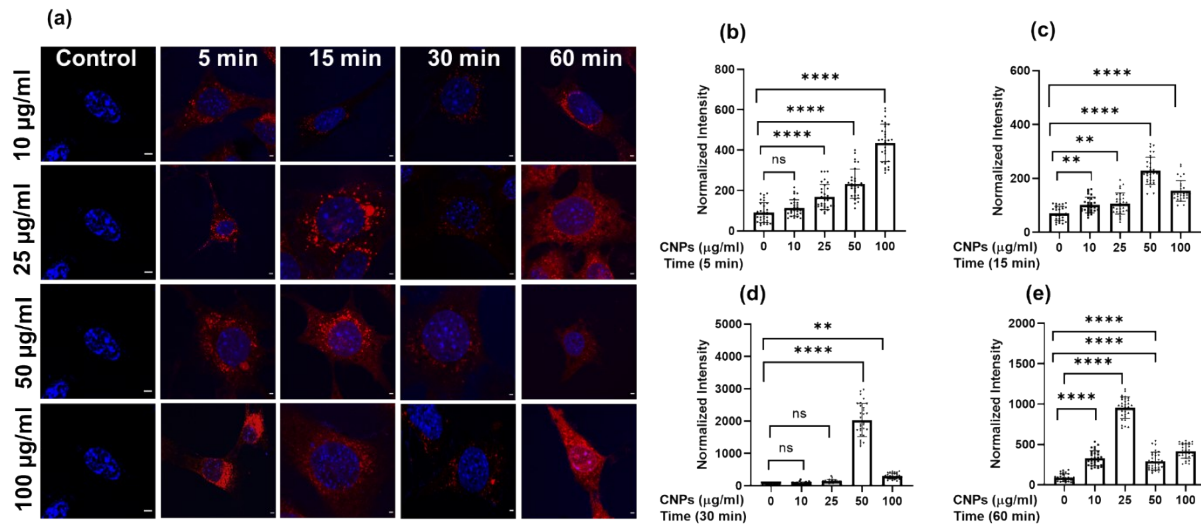 (a)
Control 5 min 15 min 30 min 60 min
10 µg/ml
25 µg/ml
50 µg/ml
100 µg/ml
(b)
Normalized Intensity
800
600
400
200
0
ns
****
****
****
CNPs (µg/ml) 0 10 25 50 100
Time (5 min)
(c)
Normalized Intensity
600
400
200
0
**
**
****
****
CNPs (µg/ml) 0 10 25 50 100
Time (15 min)
(d)
Normalized Intensity
5000
4000
3000
2000
1000
0
ns
ns
****
**
CNPs (µg/ml) 0 10 25 50 100
Time (30 min)
(e)
Normalized Intensity
2000
1500
1000
500
0
****
****
****
****
CNPs (µg/ml) 0 10 25 50 100
Time (60 min)